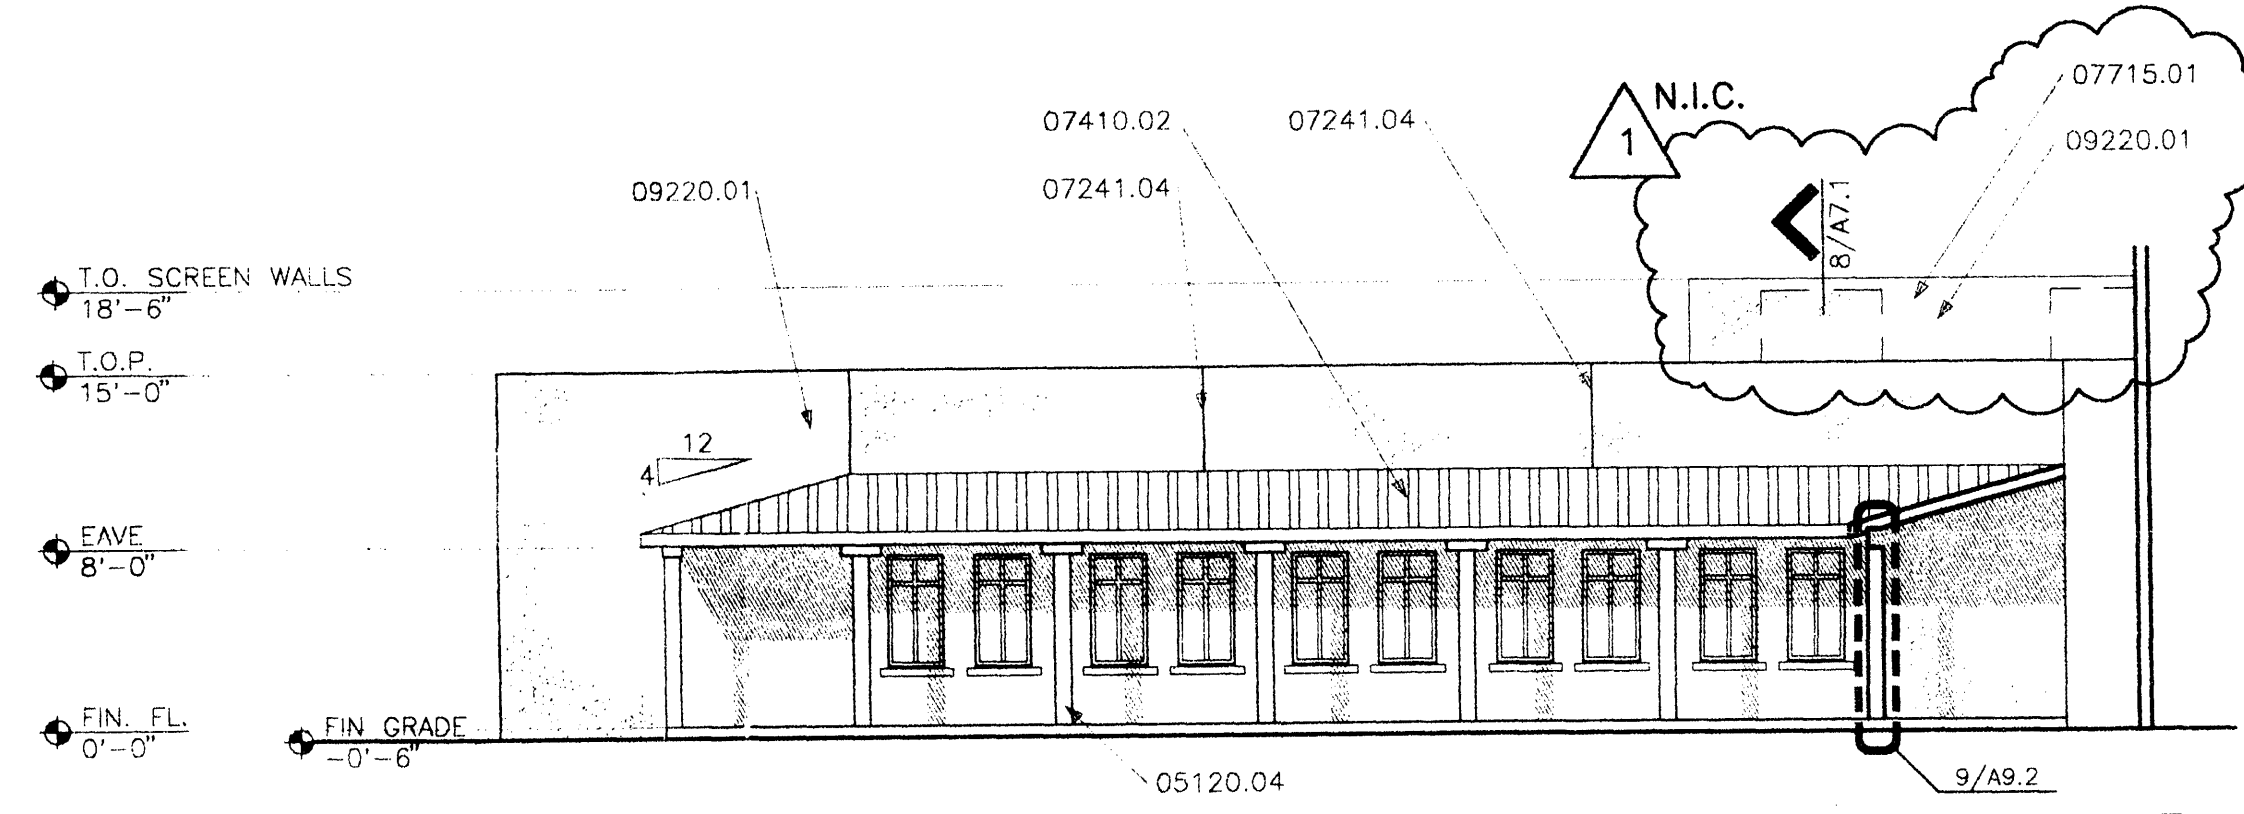 N.I.C.
1
07715.01
09220.01
07410.02
07241.04
09220.01
07241.04
8/A7.1
T.O. SCREEN WALLS
18'-6"
T.O.P.
15'-0"
12
4
EAVE
8'-0"
FIN. FL.
0'-0"
FIN GRADE
-0'-6"
05120.04
9/A9.2